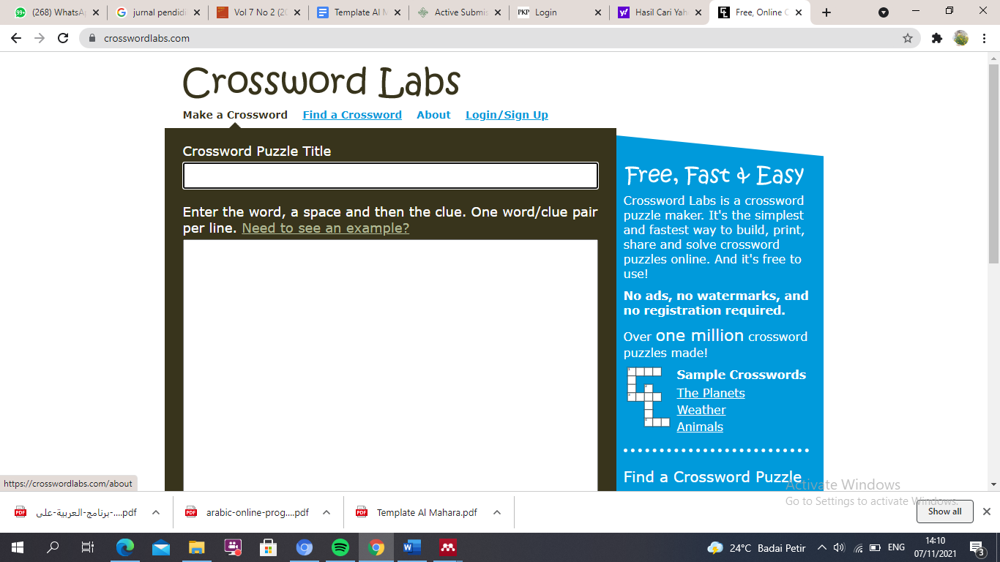 (268) WhatsA
jurnal pendidi
Vol 7 No 2 (20
Template Al M
Active Submis
PKP Login
Hasil Cari Yah
Free, Online C
crosswordlabs.com
Crossword Labs
Make a Crossword Find a Crossword About Login/Sign Up
Crossword Puzzle Title
Enter the word, a space and then the clue. One word/clue pair
per line. Need to see an example?
Free, Fast & Easy
Crossword Labs is a crossword
puzzle maker. It's the simplest
and fastest way to build, print,
share and solve crossword
puzzles online. And it's free to
use!
No ads, no watermarks, and
no registration required.
Over one million crossword
puzzles made!
Sample Crosswords
The Planets
Weather
Animals
Find a Crossword Puzzle
Activate Windows
Go to Settings to activate Windows.
https://crosswordlabs.com/about
برنامج-العربية-على-....pdf
arabic-online-prog....pdf
Template Al Mahara.pdf
Show all
24°C Badai Petir
ENG
14:10
07/11/2021
3